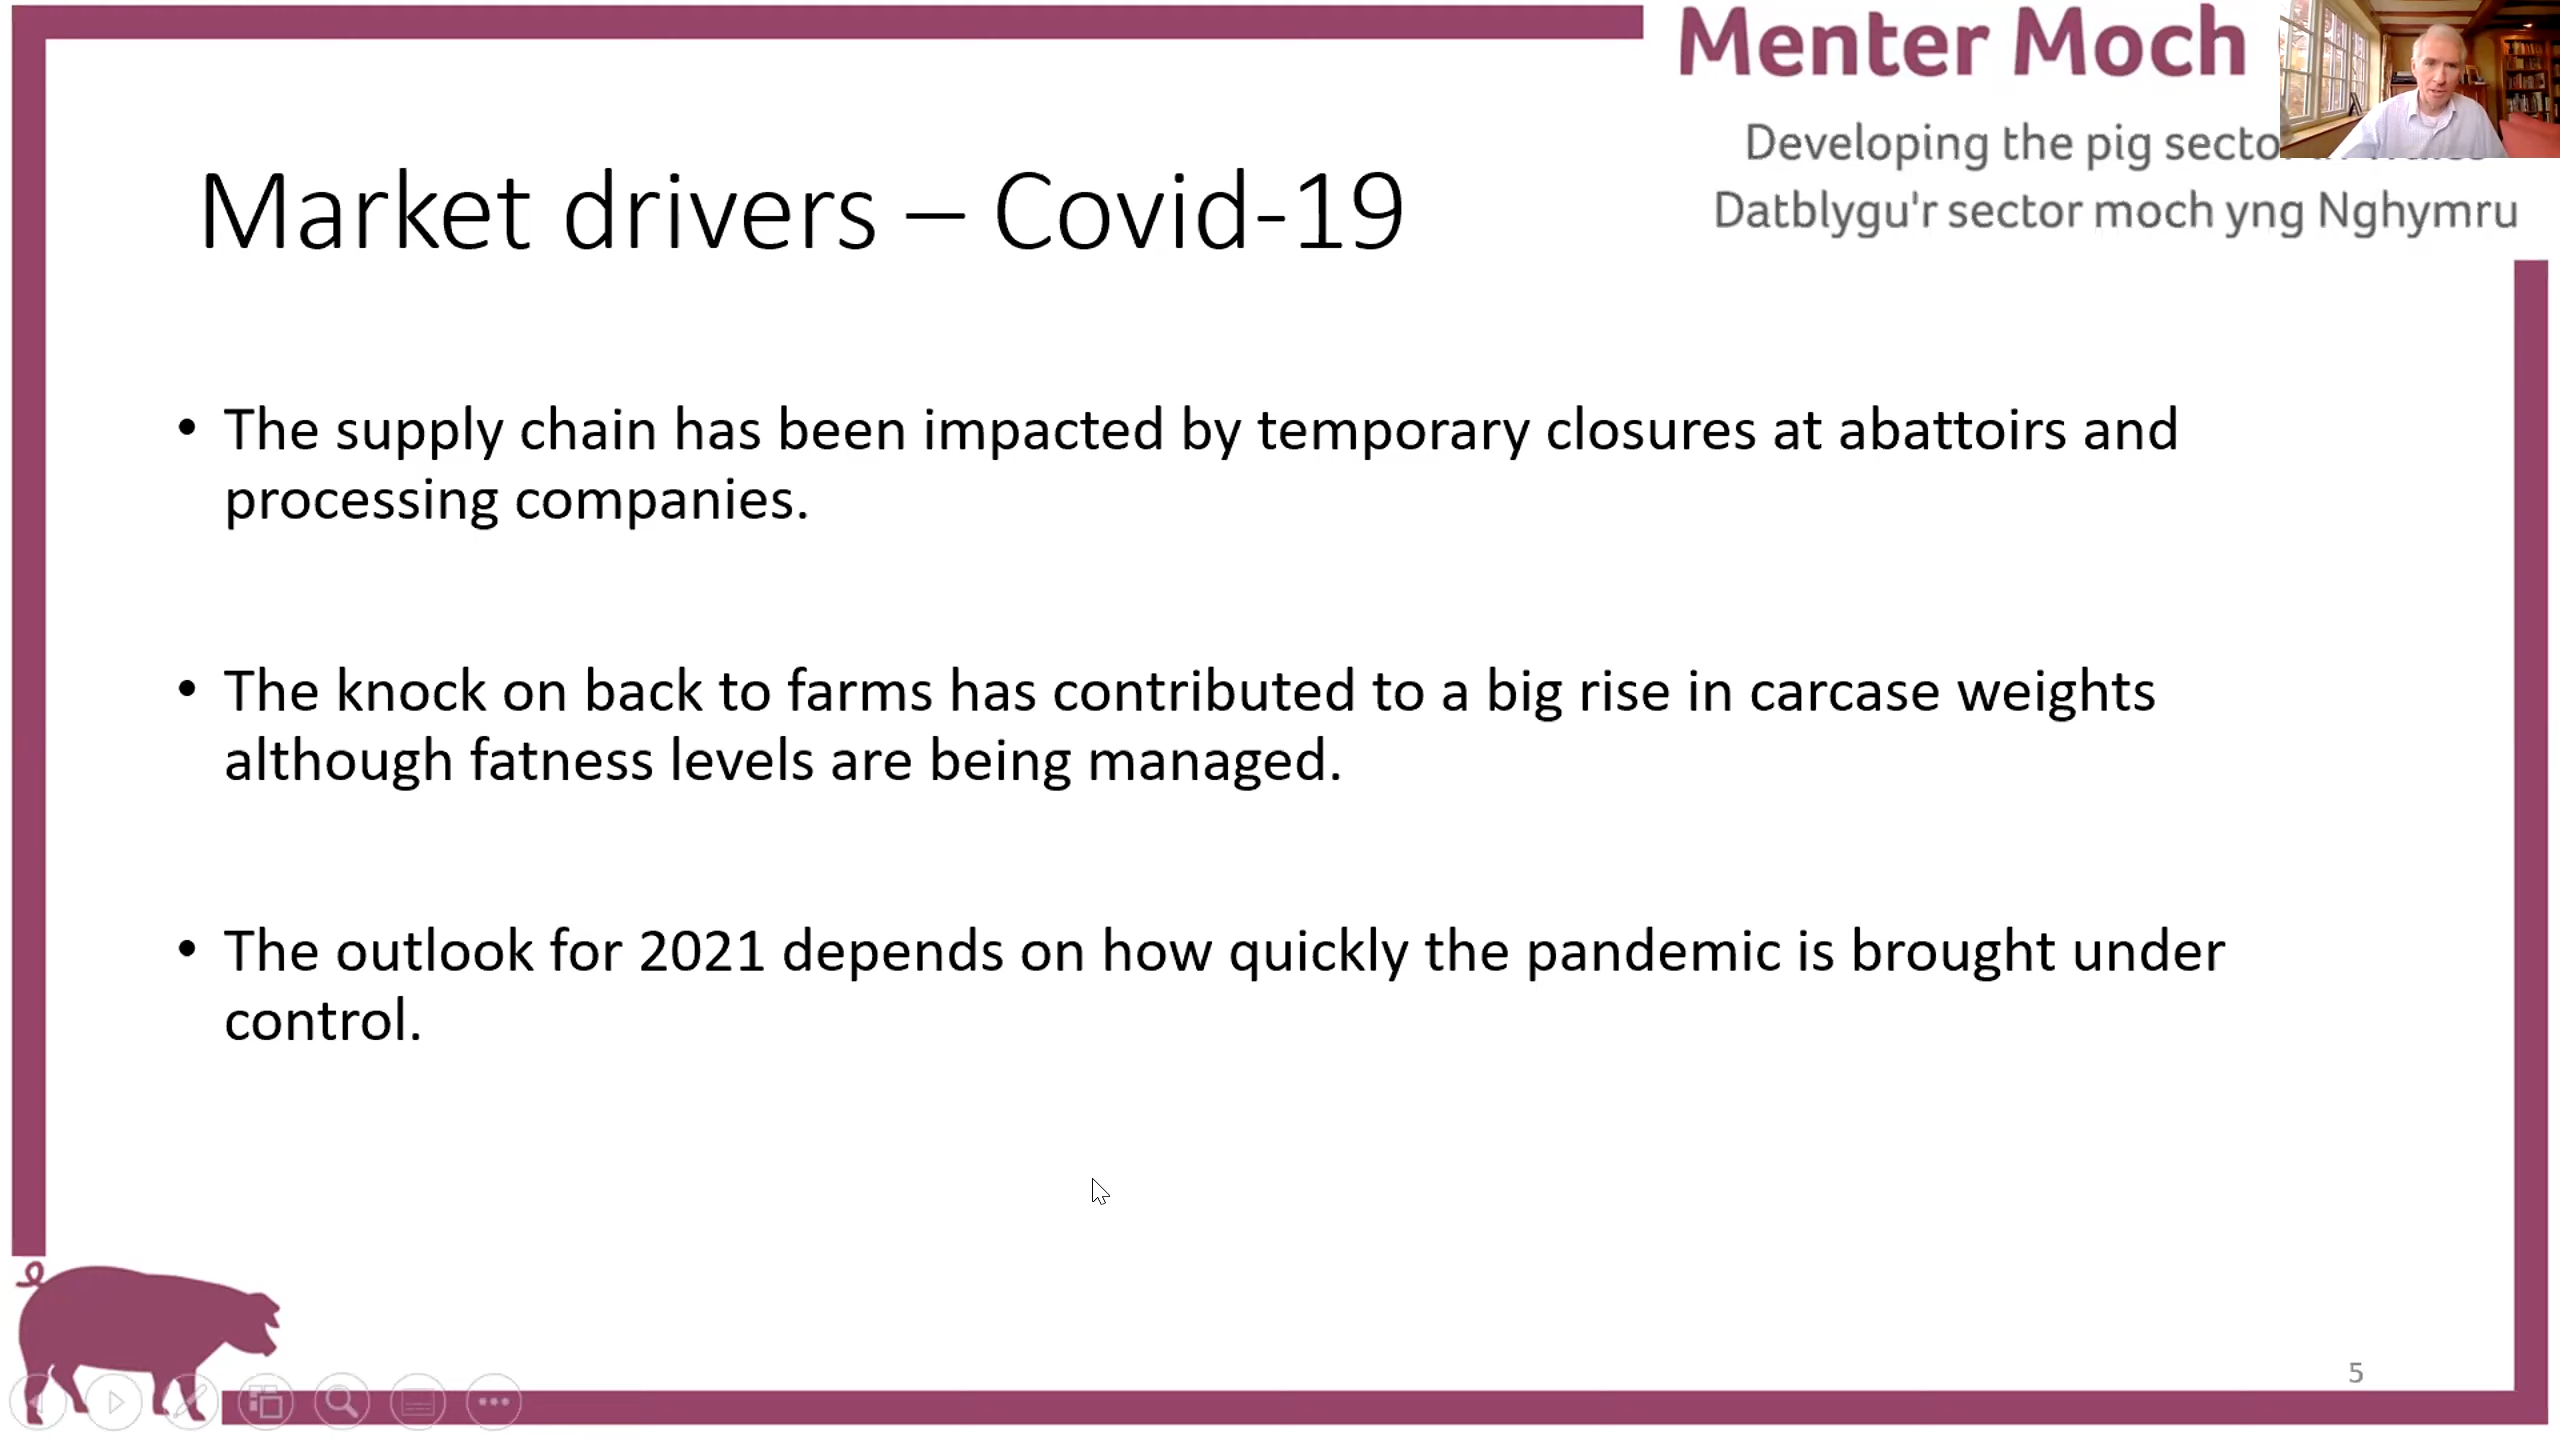 Menter Moch
Developing the pig
Datblygu'r sector moch yng Nghymru
Market drivers – Covid-19
• The supply chain has been impacted by temporary closures at abattoirs and
processing companies.
• The knock on back to farms has contributed to a big rise in carcase weights
although fatness levels are being managed.
• The outlook for 2021 depends on how quickly the pandemic is brought under
control.
5